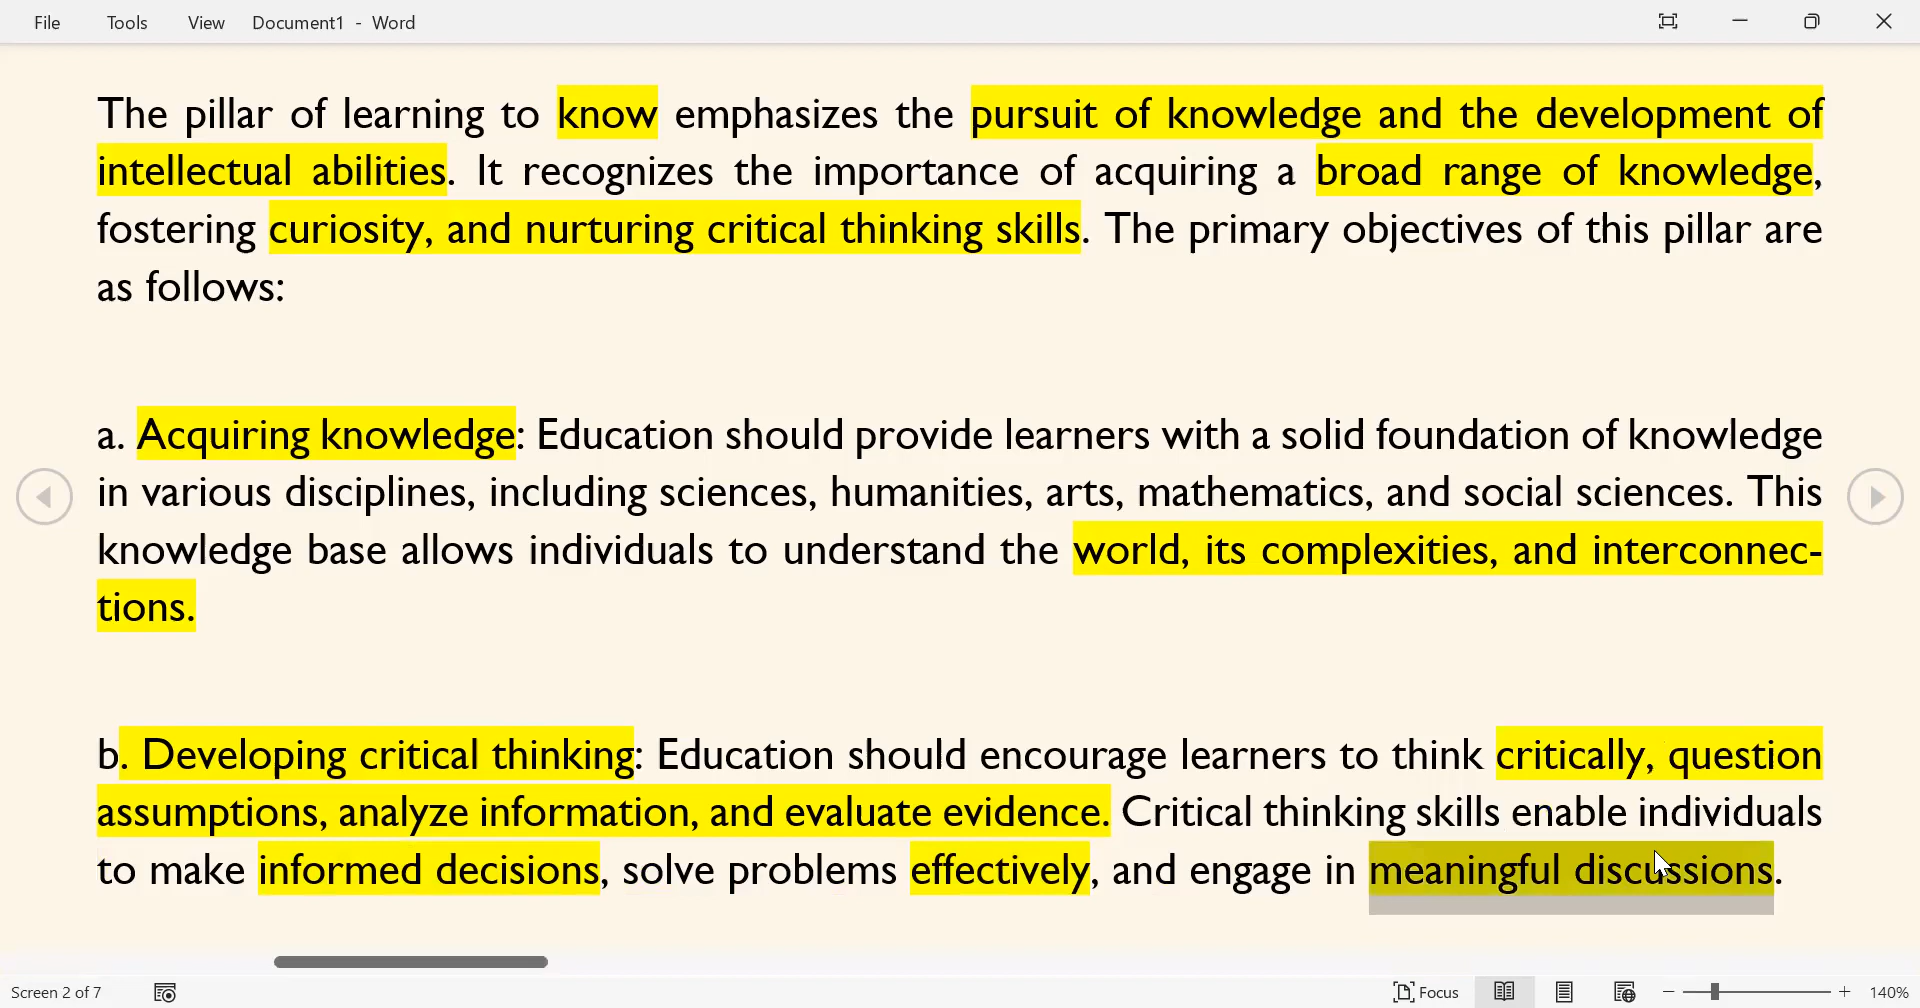 File Tools View Document1 - Word
The pillar of learning to know emphasizes the pursuit of knowledge and the development of
intellectual abilities. It recognizes the importance of acquiring a broad range of knowledge,
fostering curiosity, and nurturing critical thinking skills. The primary objectives of this pillar are
as follows:
a. Acquiring knowledge: Education should provide learners with a solid foundation of knowledge
in various disciplines, including sciences, humanities, arts, mathematics, and social sciences. This
knowledge base allows individuals to understand the world, its complexities, and interconnec-
tions.
b. Developing critical thinking: Education should encourage learners to think critically, question
assumptions, analyze information, and evaluate evidence. Critical thinking skills enable individuals
to make informed decisions, solve problems effectively, and engage in meaningful discussions.
Screen 2 of 7 Focus 140%